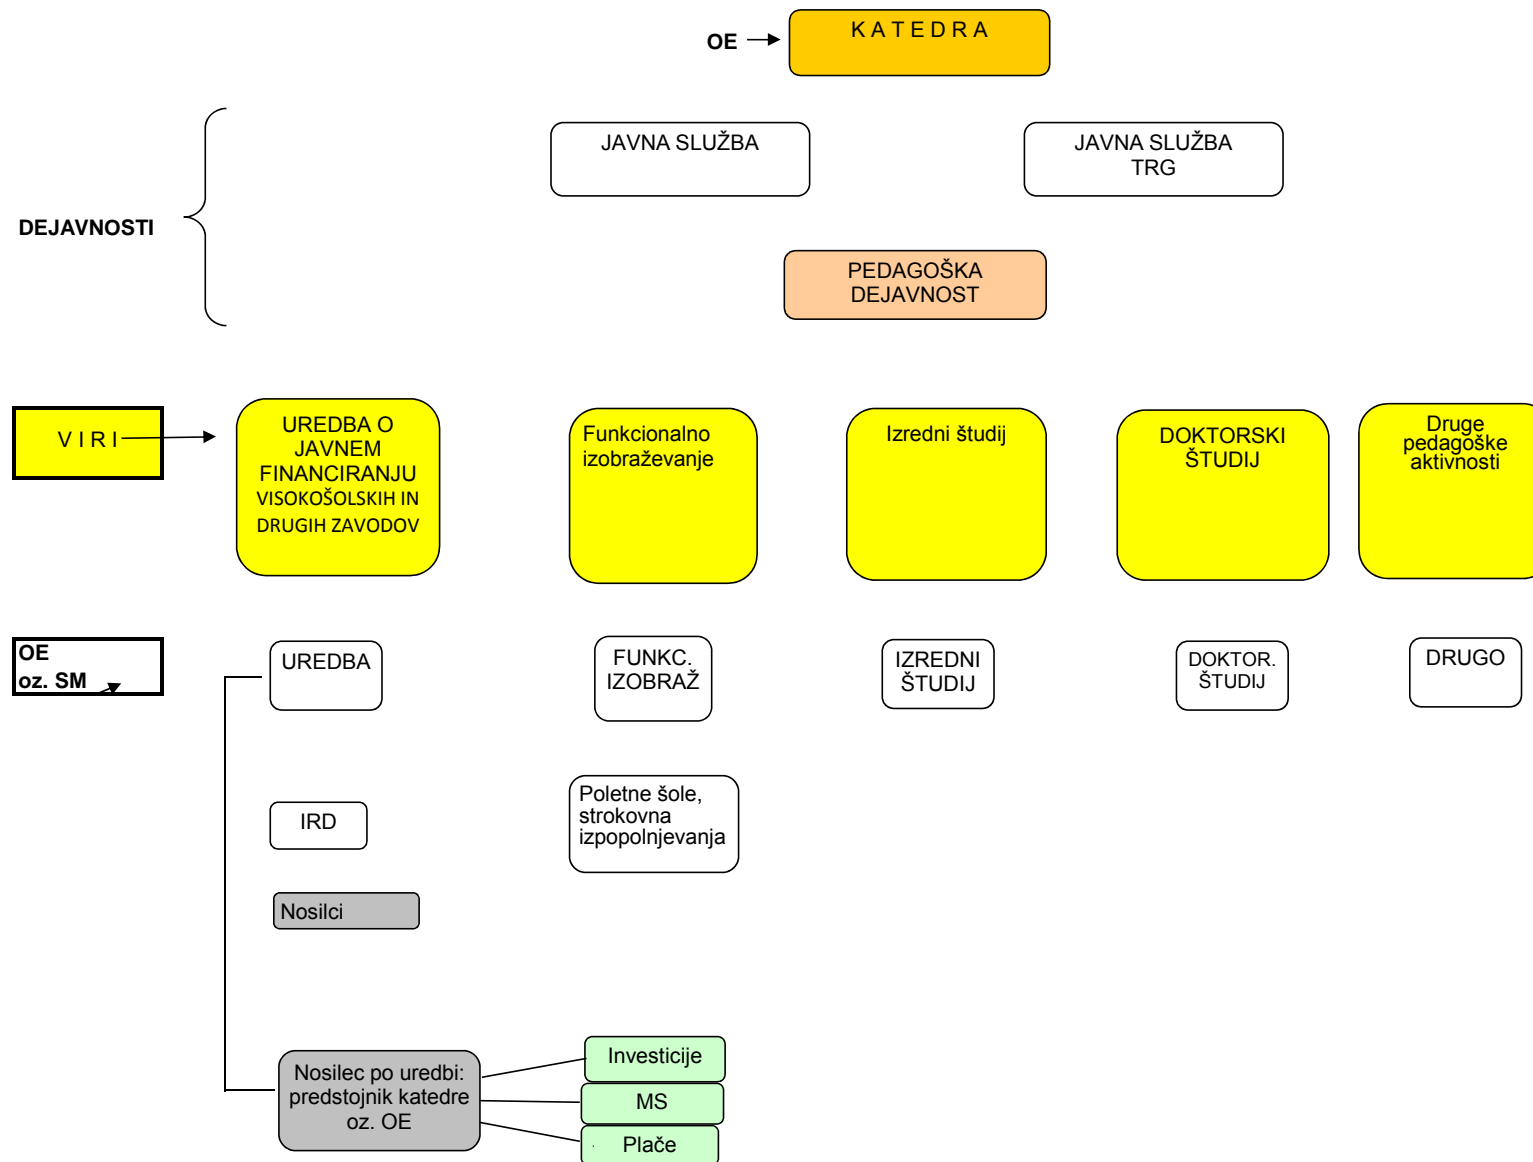 OE
K A T E D R A
JAVNA SLUŽBA
JAVNA SLUŽBA
TRG
DEJAVNOSTI
PEDAGOŠKA
DEJAVNOST
V I R I
UREDBA O
JAVNEM
FINANCIRANJU
VISOKOŠOLSKIH IN
DRUGIH ZAVODOV
Funkcionalno
izobraževanje
Izredni študij
DOKTORSKI
ŠTUDIJ
Druge
pedagoške
aktivnosti
OE
oz. SM
UREDBA
FUNKC.
IZOBRAŽ
IZREDNI
ŠTUDIJ
DOKTOR.
ŠTUDIJ
DRUGO
IRD
Poletne šole,
strokovna
izpopolnjevanja
Nosilci
Nosilec po uredbi:
predstojnik katedre
oz. OE
Investicije
MS
Plače